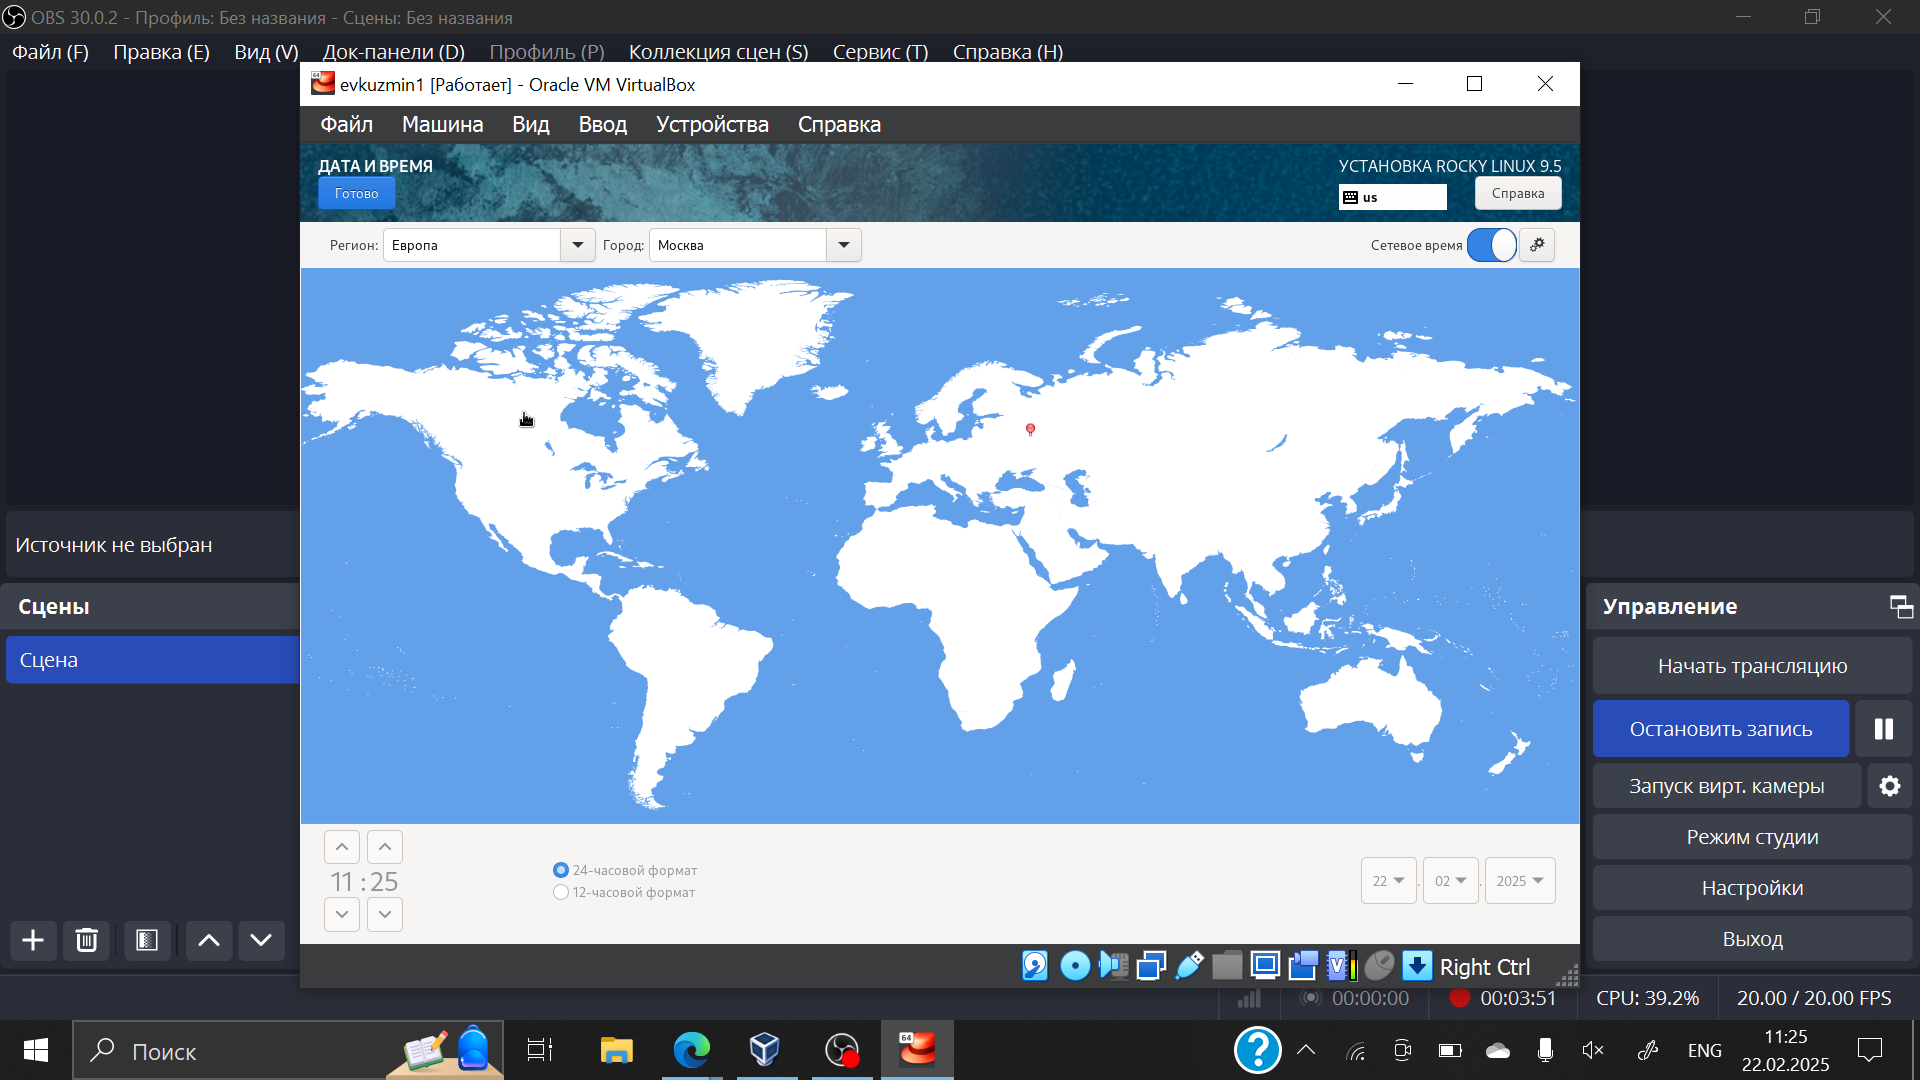 OBS 30.0.2 - Профиль: Без названия - Сцены: Без названия
Файл (F) Правка (E) Вид (V) Док-панели (D) Профиль (P) Коллекция сцен (S) Сервис (T) Справка (H)
evkuzmin1 [Работает] - Oracle VM VirtualBox
Файл Машина Вид Ввод Устройства Справка
ДАТА И ВРЕМЯ
УСТАНОВКА ROCKY LINUX 9.5
Готово
us
Справка
Регион: Европа Город: Москва Сетевое время
11 : 25
24-часовой формат
12-часовой формат
22 . 02 . 2025
Right Ctrl
Источник не выбран
Сцены
Сцена
Управление
Начать трансляцию
Остановить запись
Запуск вирт. камеры
Режим студии
Настройки
Выход
00:00:00 00:03:51 CPU: 39.2% 20.00 / 20.00 FPS
Поиск
64
64
V
?
ENG
11:25
22.02.2025